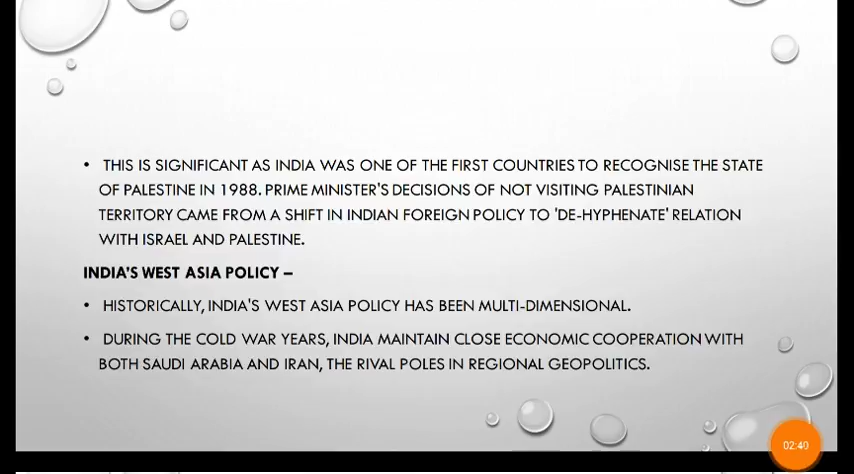 • THIS IS SIGNIFICANT AS INDIA WAS ONE OF THE FIRST COUNTRIES TO RECOGNISE THE STATE
OF PALESTINE IN 1988. PRIME MINISTER'S DECISIONS OF NOT VISITING PALESTINIAN
TERRITORY CAME FROM A SHIFT IN INDIAN FOREIGN POLICY TO 'DE-HYPHENATE' RELATION
WITH ISRAEL AND PALESTINE.
INDIA'S WEST ASIA POLICY –
• HISTORICALLY, INDIA'S WEST ASIA POLICY HAS BEEN MULTI-DIMENSIONAL.
• DURING THE COLD WAR YEARS, INDIA MAINTAIN CLOSE ECONOMIC COOPERATION WITH
BOTH SAUDI ARABIA AND IRAN, THE RIVAL POLES IN REGIONAL GEOPOLITICS.
02:40